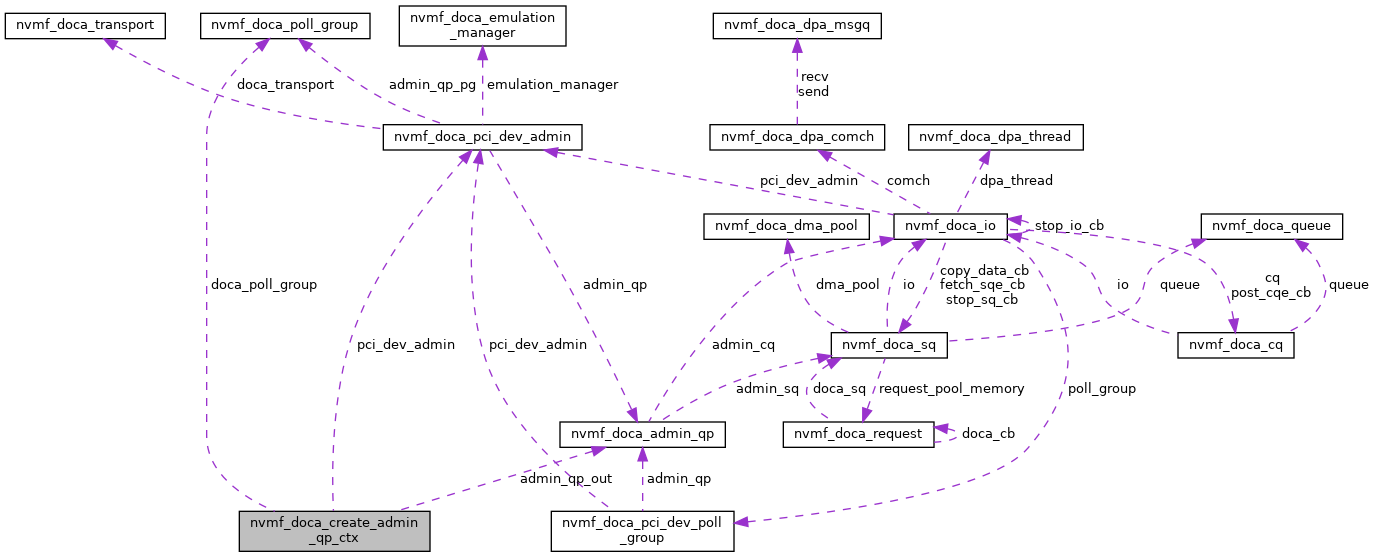 nvmf_doca_transport
nvmf_doca_poll_group
nvmf_doca_emulation
_manager
nvmf_doca_dpa_msgq
doca_transport
admin_qp_pg
emulation_manager
recv
send
nvmf_doca_pci_dev_admin
nvmf_doca_dpa_comch
nvmf_doca_dpa_thread
pci_dev_admin
comch
dpa_thread
nvmf_doca_dma_pool
nvmf_doca_io
stop_io_cb
nvmf_doca_queue
doca_poll_group
admin_qp
dma_pool
io
copy_data_cb
fetch_sqe_cb
stop_sq_cb
io
queue
cq
post_cqe_cb
queue
pci_dev_admin
pci_dev_admin
admin_cq
nvmf_doca_sq
nvmf_doca_cq
admin_sq
doca_sq
request_pool_memory
poll_group
nvmf_doca_admin_qp
nvmf_doca_request
doca_cb
admin_qp_out
admin_qp
nvmf_doca_create_admin
_qp_ctx
nvmf_doca_pci_dev_poll
_group